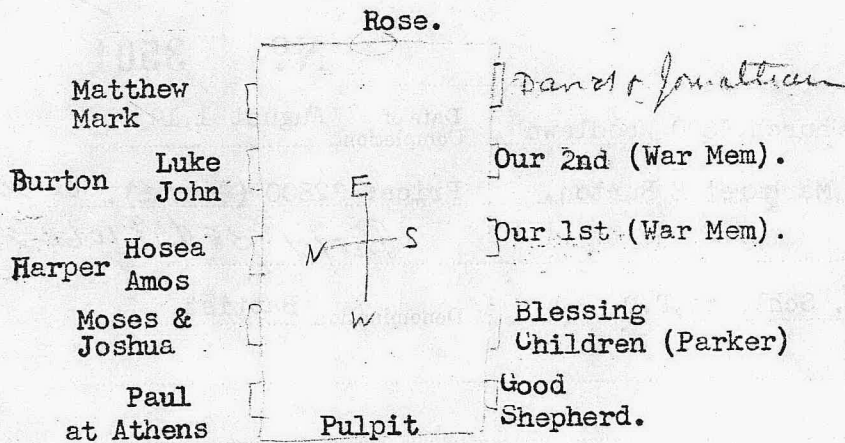 Rose.
Matthew
Mark
David & Jonathan
Burton Luke
John
Our 2nd (War Mem).
E
N S
W
Our 1st (War Mem).
Harper Hosea
Amos
Moses &
Joshua
Blessing
Children (Parker)
Paul
at Athens
Good
Shepherd.
Pulpit